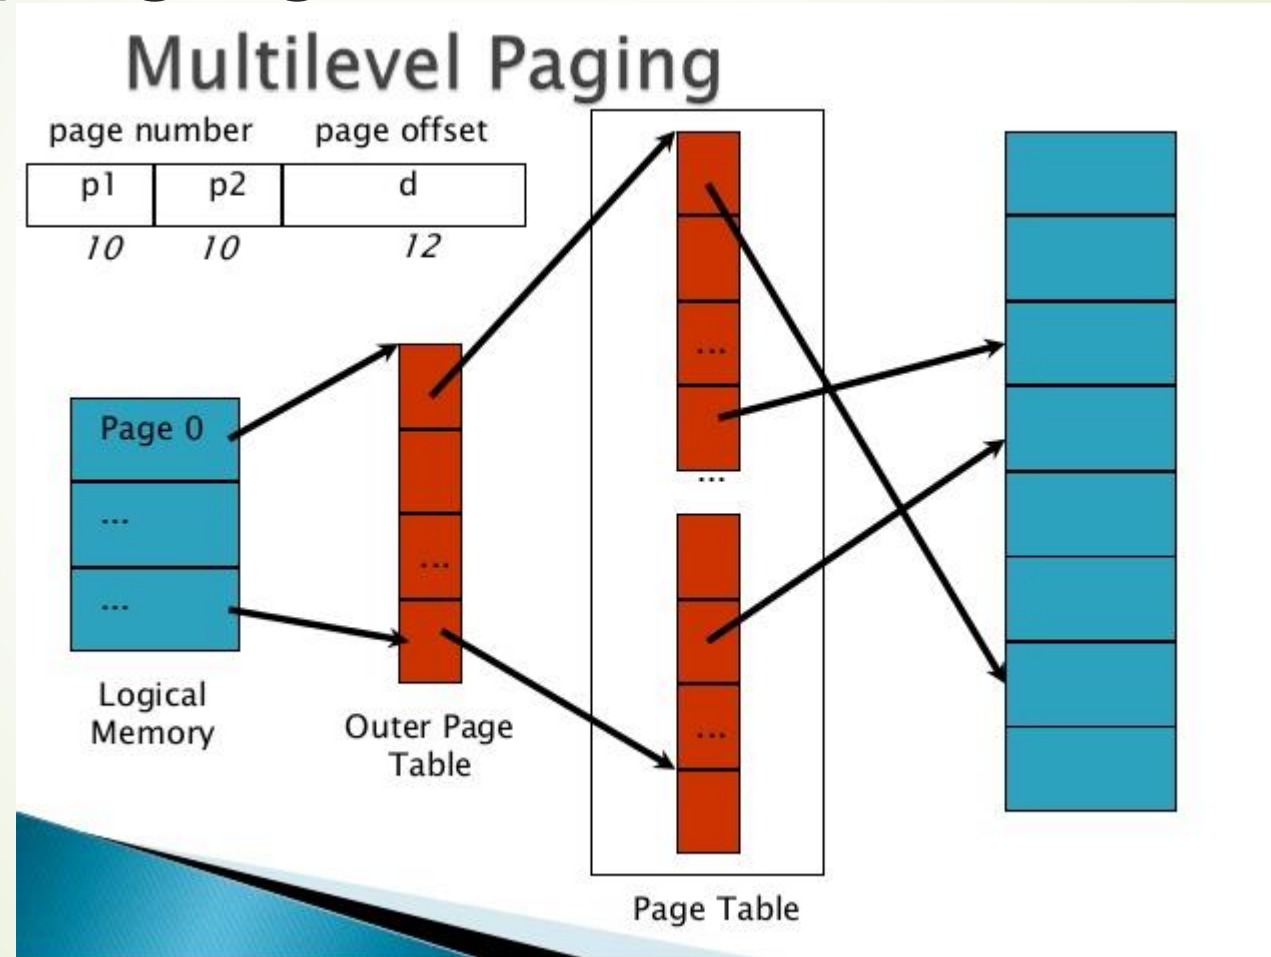 Multilevel Paging
page number page offset
p1 p2 d
10 10 12
Page 0
...
...
Logical
Memory
...
Outer Page
Table
...
...
...
Page Table